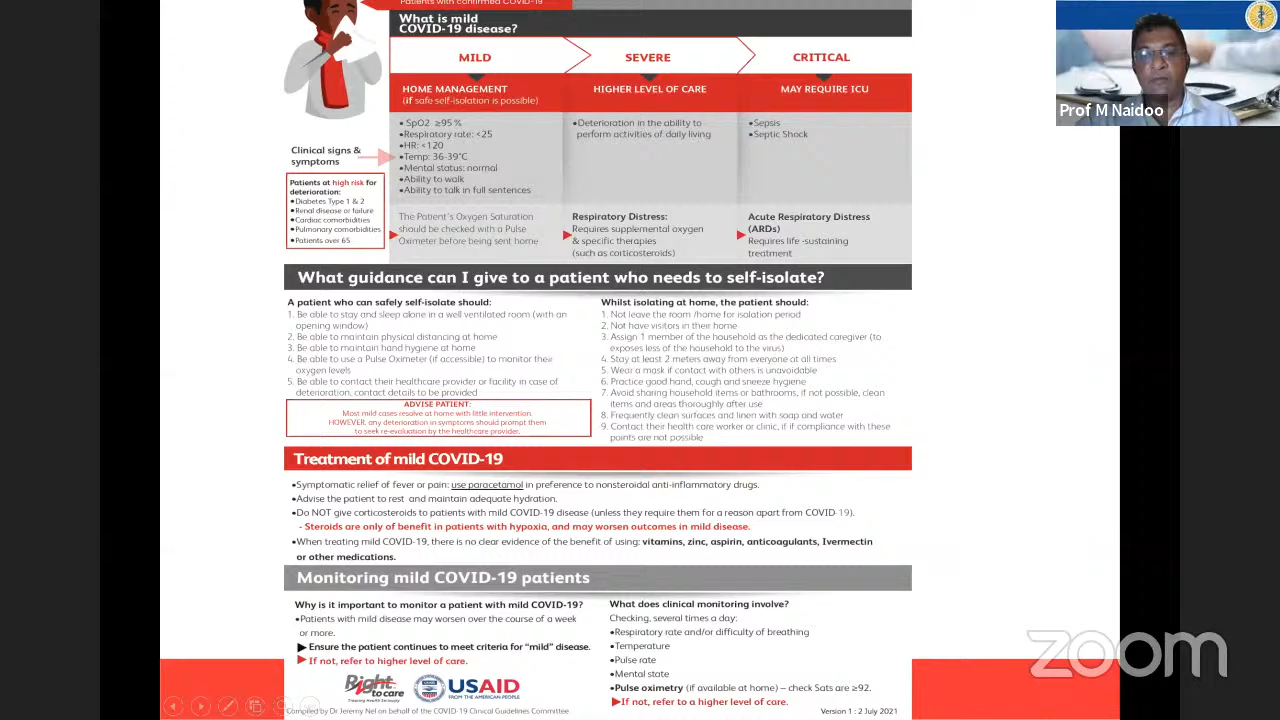 Patients with confirmed COVID-19
What is mild
COVID-19 disease?
MILD
SEVERE
CRITICAL
HOME MANAGEMENT
(if safe self-isolation is possible)
HIGHER LEVEL OF CARE
MAY REQUIRE ICU
Clinical signs &
symptoms
• SpO2 ≥95 %
•Respiratory rate: <25
•HR: <120
•Temp: 36-39°C
•Mental status: normal
•Ability to walk
•Ability to talk in full sentences
•Deterioration in the ability to
perform activities of daily living
•Sepsis
•Septic Shock
Patients at high risk for
deterioration:
•Diabetes Type 1 & 2
•Renal disease or failure
•Cardiac comorbidities
•Pulmonary comorbidities
•Patients over 65
The Patient's Oxygen Saturation
should be checked with a Pulse
Oximeter before being sent home
Respiratory Distress:
Requires supplemental oxygen
& specific therapies
(such as corticosteroids)
Acute Respiratory Distress
(ARDs)
Requires life -sustaining
treatment
What guidance can I give to a patient who needs to self-isolate?
A patient who can safely self-isolate should:
1. Be able to stay and sleep alone in a well ventilated room (with an
opening window)
2. Be able to maintain physical distancing at home
3. Be able to maintain hand hygiene at home
4. Be able to use a Pulse Oximeter (if accessible) to monitor their
oxygen levels
5. Be able to contact their healthcare provider or facility in case of
deterioration, contact details to be provided
ADVISE PATIENT:
Most mild cases resolve at home with little intervention.
HOWEVER, any deterioration in symptoms should prompt them
to seek re-evaluation by the healthcare provider.
Whilst isolating at home, the patient should:
1. Not leave the room /home for isolation period
2. Not have visitors in their home
3. Assign 1 member of the household as the dedicated caregiver (to
exposes less of the household to the virus)
4. Stay at least 2 meters away from everyone at all times
5. Wear a mask if contact with others is unavoidable
6. Practice good hand, cough and sneeze hygiene
7. Avoid sharing household items or bathrooms, if not possible, clean
items and areas thoroughly after use
8. Frequently clean surfaces and linen with soap and water
9. Contact their health care worker or clinic, if if compliance with these
points are not possible
Treatment of mild COVID-19
•Symptomatic relief of fever or pain: use paracetamol in preference to nonsteroidal anti-inflammatory drugs.
•Advise the patient to rest and maintain adequate hydration.
•Do NOT give corticosteroids to patients with mild COVID-19 disease (unless they require them for a reason apart from COVID-19).
- Steroids are only of benefit in patients with hypoxia, and may worsen outcomes in mild disease.
•When treating mild COVID-19, there is no clear evidence of the benefit of using: vitamins, zinc, aspirin, anticoagulants, Ivermectin
or other medications.
Monitoring mild COVID-19 patients
Why is it important to monitor a patient with mild COVID-19?
•Patients with mild disease may worsen over the course of a week
or more.
Ensure the patient continues to meet criteria for "mild" disease.
If not, refer to higher level of care.
What does clinical monitoring involve?
Checking, several times a day:
•Respiratory rate and/or difficulty of breathing
•Temperature
•Pulse rate
•Mental state
•Pulse oximetry (if available at home) – check Sats are ≥92.
If not, refer to a higher level of care.
Right
to care
Treating Health Seriously
USAID
FROM THE AMERICAN PEOPLE
Compiled by Dr Jeremy Nel on behalf of the COVID-19 Clinical Guidelines Committee
Version 1 : 2 July 2021
Prof M Naidoo
zoom